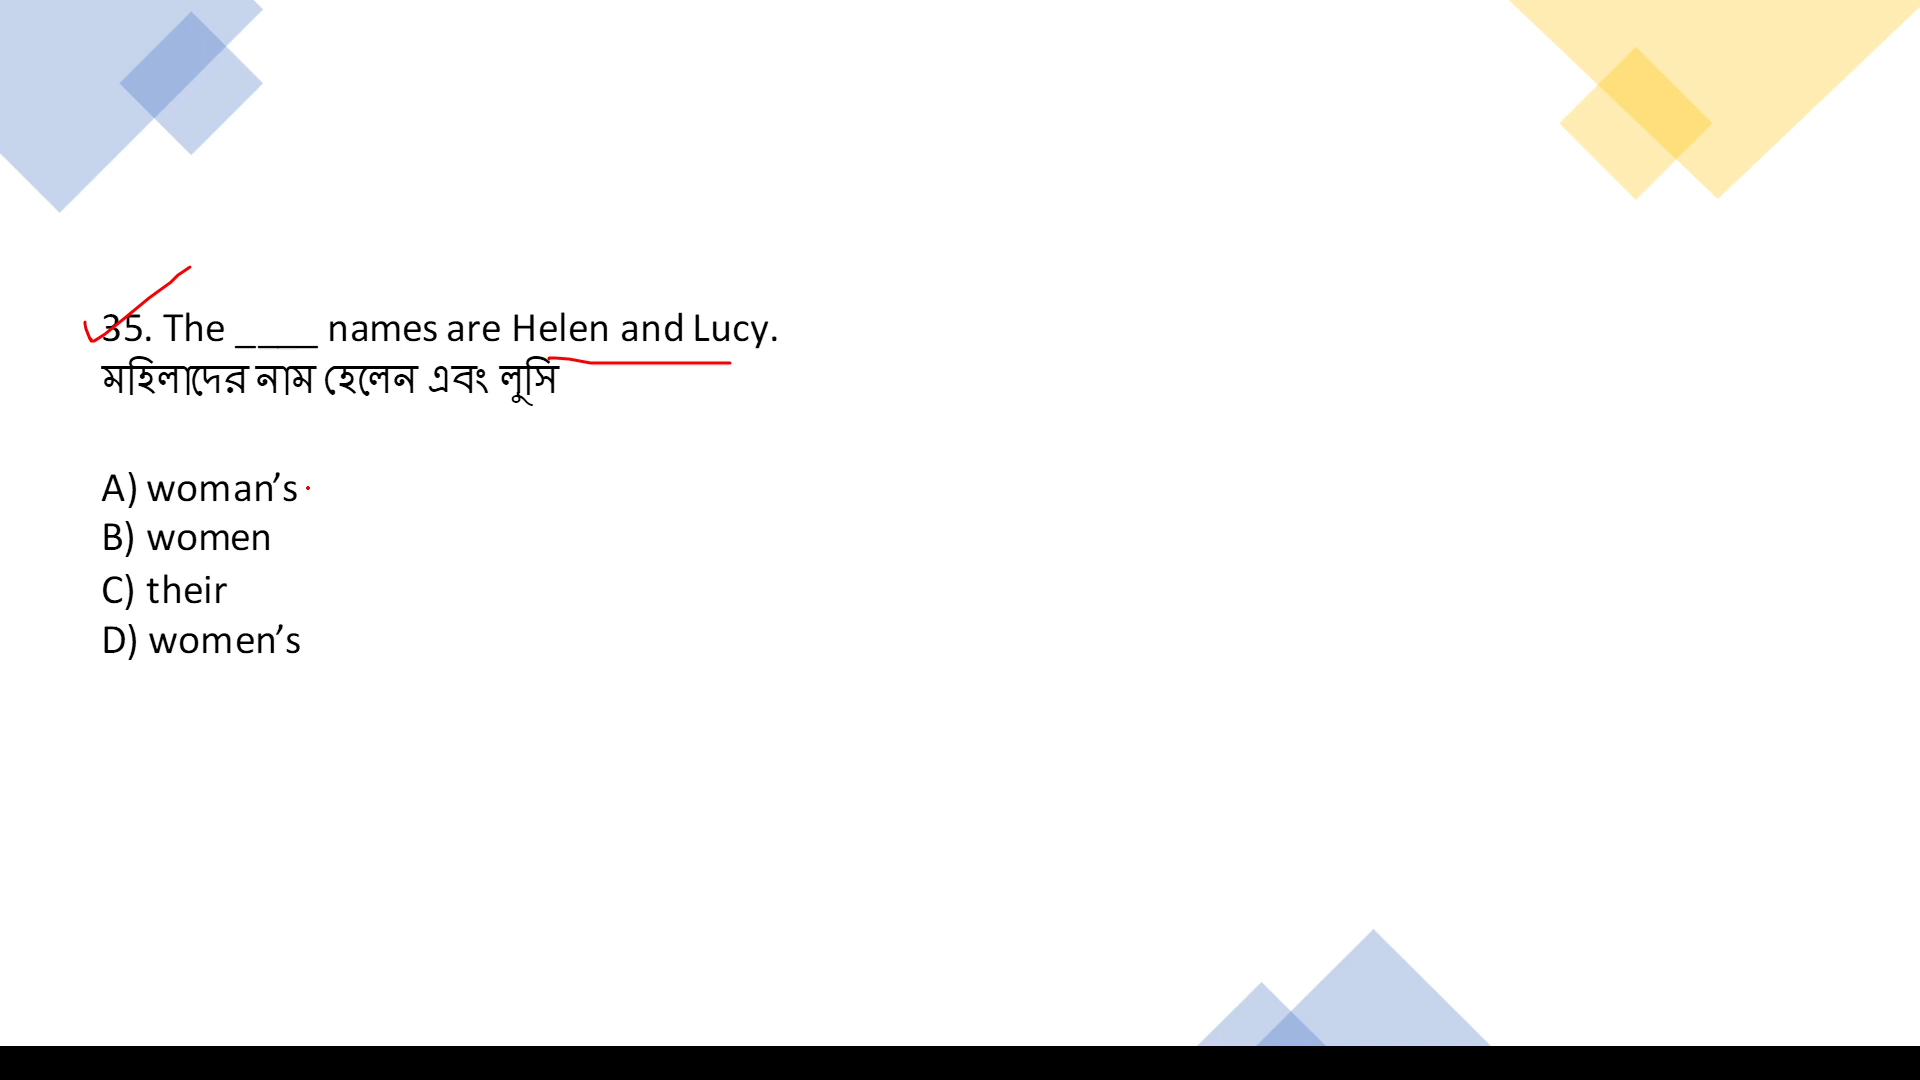 35. The ____ names are Helen and Lucy.
মহিলাদের নাম হেলেন এবং লুসি
A) woman’s
B) women
C) their
D) women’s